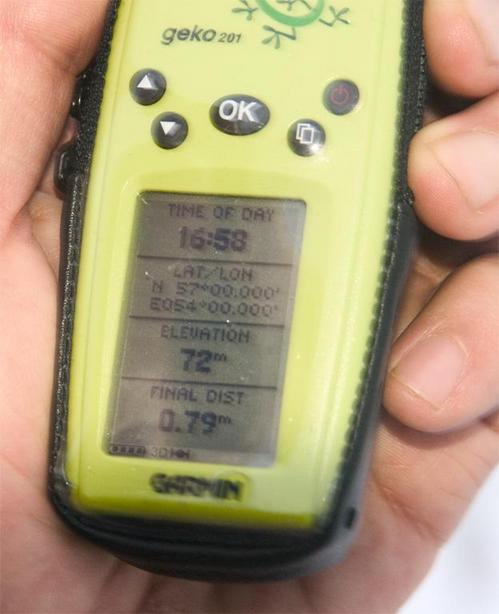 geko 201
OK
TIME OF DAY
16:58
LAT/LON
N 57°00.000'
E054°00.000'
ELEVATION
72m
FINAL DIST
0.79m
3D
GARMIN